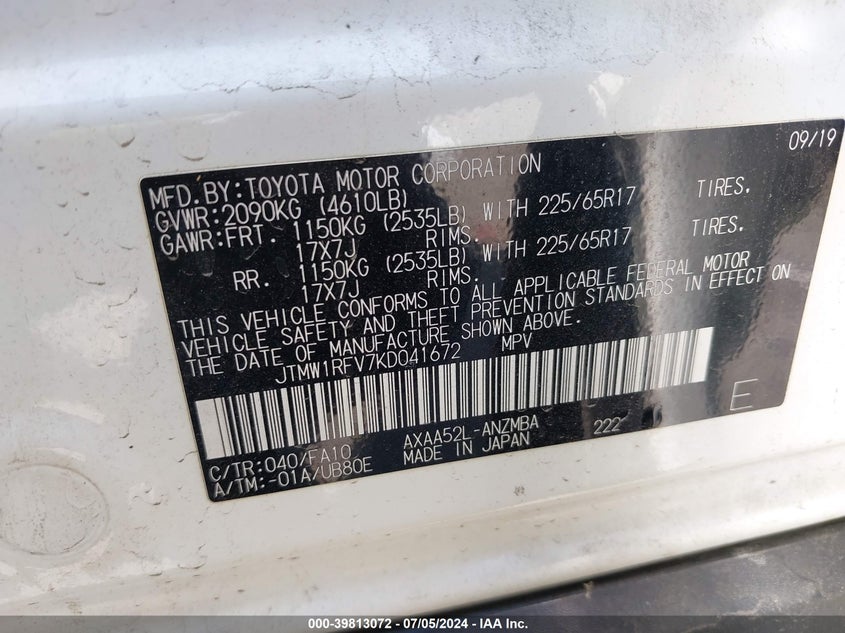 09/19
MFD.BY:TOYOTA MOTOR CORPORATION
GVWR:2090KG (4610LB)
GAWR:FRT. 1150KG (2535LB) WITH 225/65R17 TIRES.
17X7J RIMS.
RR. 1150KG (2535LB) WITH 225/65R17 TIRES.
17X7J RIMS.
THIS VEHICLE CONFORMS TO ALL APPLICABLE FEDERAL MOTOR
VEHICLE SAFETY AND THEFT PREVENTION STANDARDS IN EFFECT ON
THE DATE OF MANUFACTURE SHOWN ABOVE.
JTMW1RFV7KD041672 MPV
E
C/TR:040/FA10 AXAA52L-ANZMBA 222
A/TM:-01A/UB80E MADE IN JAPAN
000-39813072 - 07/05/2024 - IAA Inc.